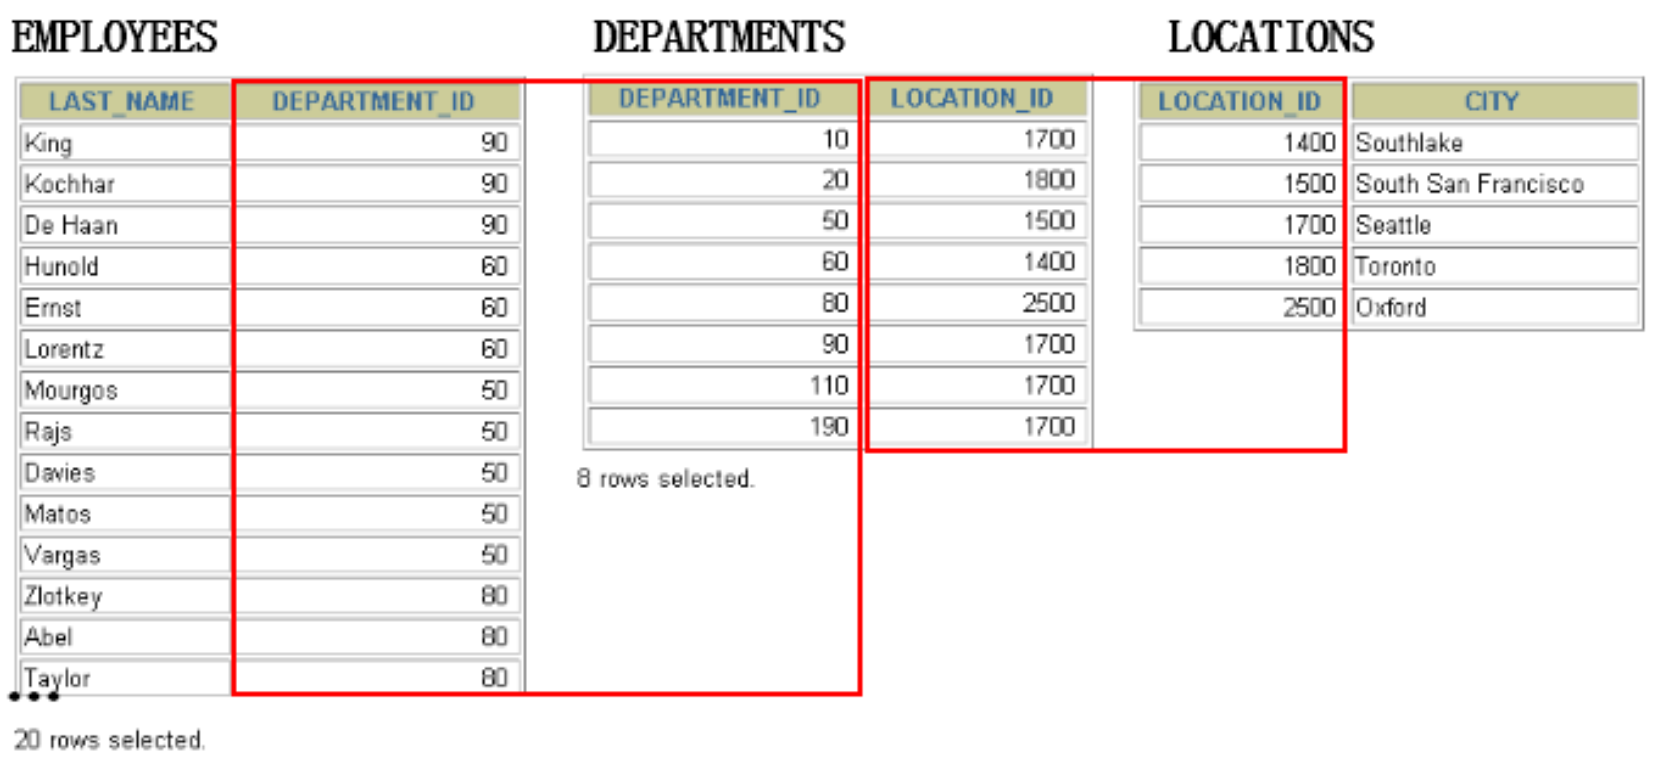 EMPLOYEES DEPARTMENTS LOCATIONS
LAST_NAME DEPARTMENT_ID DEPARTMENT_ID LOCATION_ID LOCATION_ID CITY
King 90 10 1700 1400 Southlake
Kochhar 90 20 1800 1500 South San Francisco
De Haan 90 50 1500 1700 Seattle
Hunold 60 60 1400 1800 Toronto
Ernst 60 80 2500 2500 Oxford
Lorentz 60 90 1700
Mourgos 50 110 1700
Rajs 50 190 1700
Davies 50 8 rows selected.
Matos 50
Vargas 50
Zlotkey 80
Abel 80
Taylor 80
...
20 rows selected.